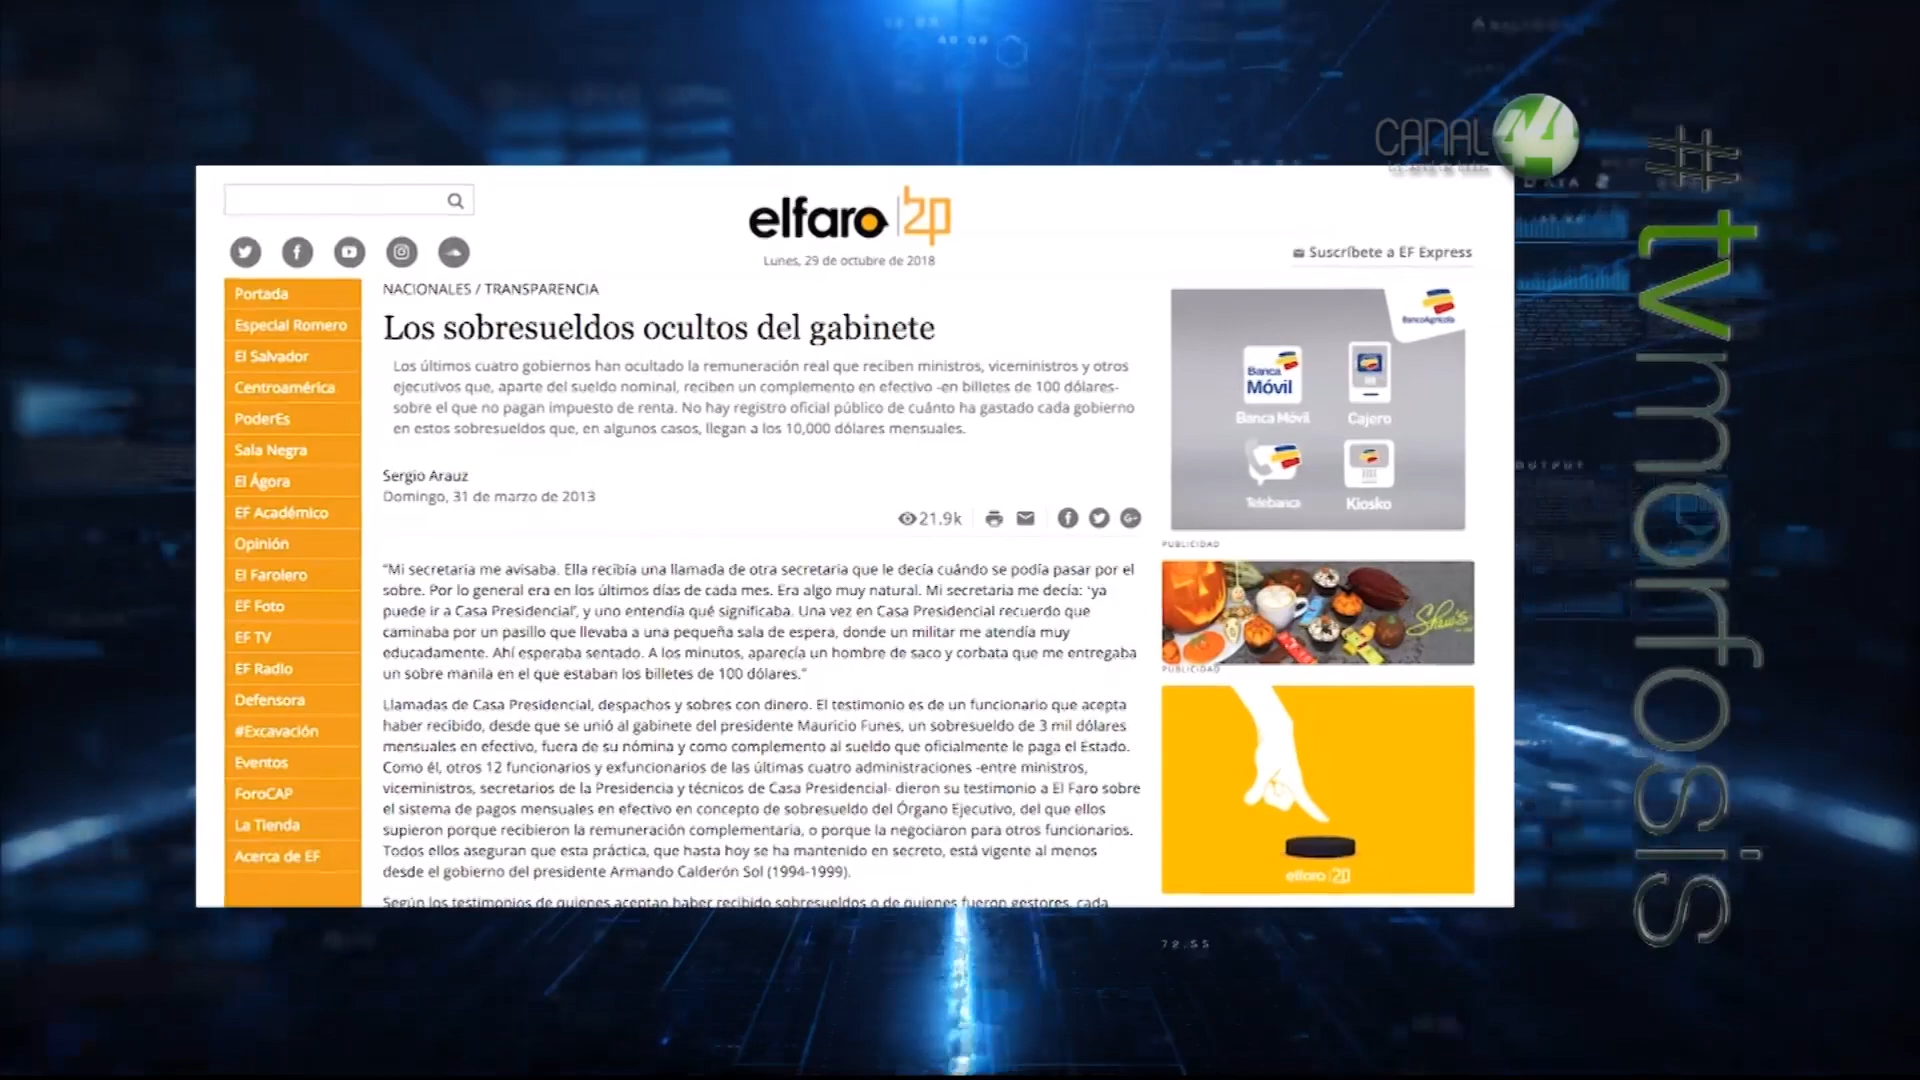 CANAL 44
#tvmorfosis
elfaro 20
Lunes, 29 de octubre de 2018
Suscríbete a EF Express
Portada
Especial Romero
El Salvador
Centroamérica
PoderEs
Sala Negra
El Ágora
EF Académico
Opinión
El Farolero
EF Foto
EF TV
EF Radio
Defensora
#Excavación
Eventos
ForoCAP
La Tienda
Acerca de EF
NACIONALES / TRANSPARENCIA
Los sobresueldos ocultos del gabinete
Los últimos cuatro gobiernos han ocultado la remuneración real que reciben ministros, viceministros y otros
ejecutivos que, aparte del sueldo nominal, reciben un complemento en efectivo -en billetes de 100 dólares-
sobre el que no pagan impuesto de renta. No hay registro oficial público de cuánto ha gastado cada gobierno
en estos sobresueldos que, en algunos casos, llegan a los 10,000 dólares mensuales.
Sergio Arauz
Domingo, 31 de marzo de 2013
21.9k
“Mi secretaria me avisaba. Ella recibía una llamada de otra secretaria que le decía cuándo se podía pasar por el
sobre. Por lo general era en los últimos días de cada mes. Era algo muy natural. Mi secretaria me decía: ‘ya
puede ir a Casa Presidencial’, y uno entendía qué significaba. Una vez en Casa Presidencial recuerdo que
caminaba por un pasillo que llevaba a una pequeña sala de espera, donde un militar me atendía muy
educadamente. Ahí esperaba sentado. A los minutos, aparecía un hombre de saco y corbata que me entregaba
un sobre manila en el que estaban los billetes de 100 dólares.”
Llamadas de Casa Presidencial, despachos y sobres con dinero. El testimonio es de un funcionario que acepta
haber recibido, desde que se unió al gabinete del presidente Mauricio Funes, un sobresueldo de 3 mil dólares
mensuales en efectivo, fuera de su nómina y como complemento al sueldo que oficialmente le paga el Estado.
Como él, otros 12 funcionarios y exfuncionarios de las últimas cuatro administraciones -entre ministros,
viceministros, secretarios de la Presidencia y técnicos de Casa Presidencial- dieron su testimonio a El Faro sobre
el sistema de pagos mensuales en efectivo en concepto de sobresueldo del Órgano Ejecutivo, del que ellos
supieron porque recibieron la remuneración complementaria, o porque la negociaron para otros funcionarios.
Todos ellos aseguran que esta práctica, que hasta hoy se ha mantenido en secreto, está vigente al menos
desde el gobierno del presidente Armando Calderón Sol (1994-1999).
Según los testimonios de quienes aceptan haber recibido sobresueldos o de quienes fueron gestores, cada
BancoAgrícola
Banca
Móvil
Banca Móvil
Cajero
Telebanca
Kiosko
PUBLICIDAD
Shaw's
PUBLICIDAD
elfaro 20
72.55
OUTPUT